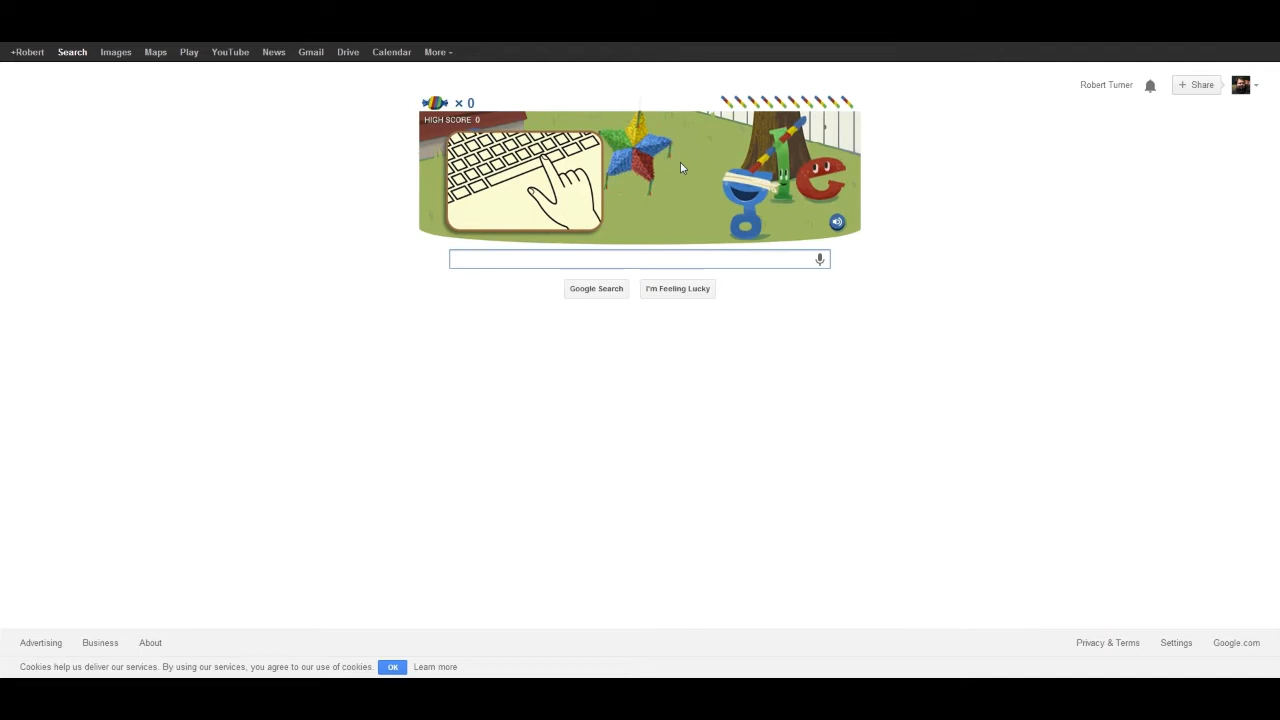 +Robert Search Images Maps Play YouTube News Gmail Drive Calendar More
Robert Turner + Share
× 0
HIGH SCORE 0
g l e
Google Search I'm Feeling Lucky
Advertising Business About Privacy & Terms Settings Google.com
Cookies help us deliver our services. By using our services, you agree to our use of cookies. OK Learn more